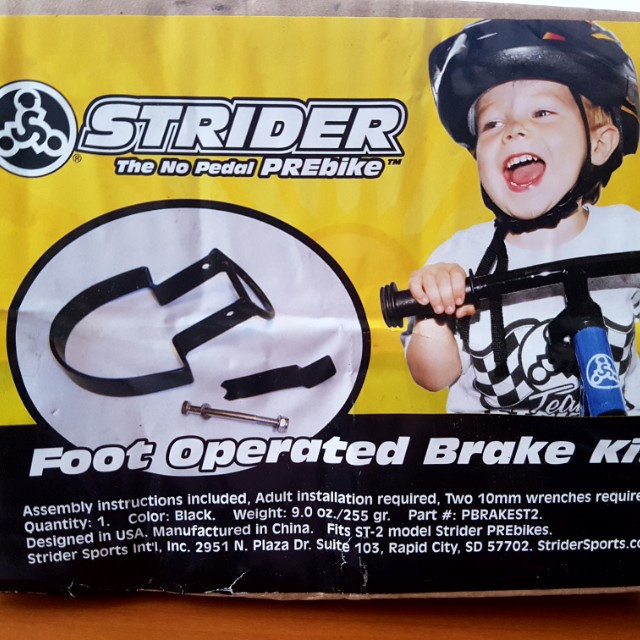 STRIDER
®
The No Pedal PREbike™
Foot Operated Brake Ki
Assembly instructions included, Adult installation required, Two 10mm wrenches require
Quantity: 1. Color: Black. Weight: 9.0 oz./255 gr. Part #: PBRAKEST2.
Designed in USA. Manufactured in China. Fits ST-2 model Strider PREbikes.
Strider Sports Int'l, Inc. 2951 N. Plaza Dr. Suite 103, Rapid City, SD 57702. StriderSports.co